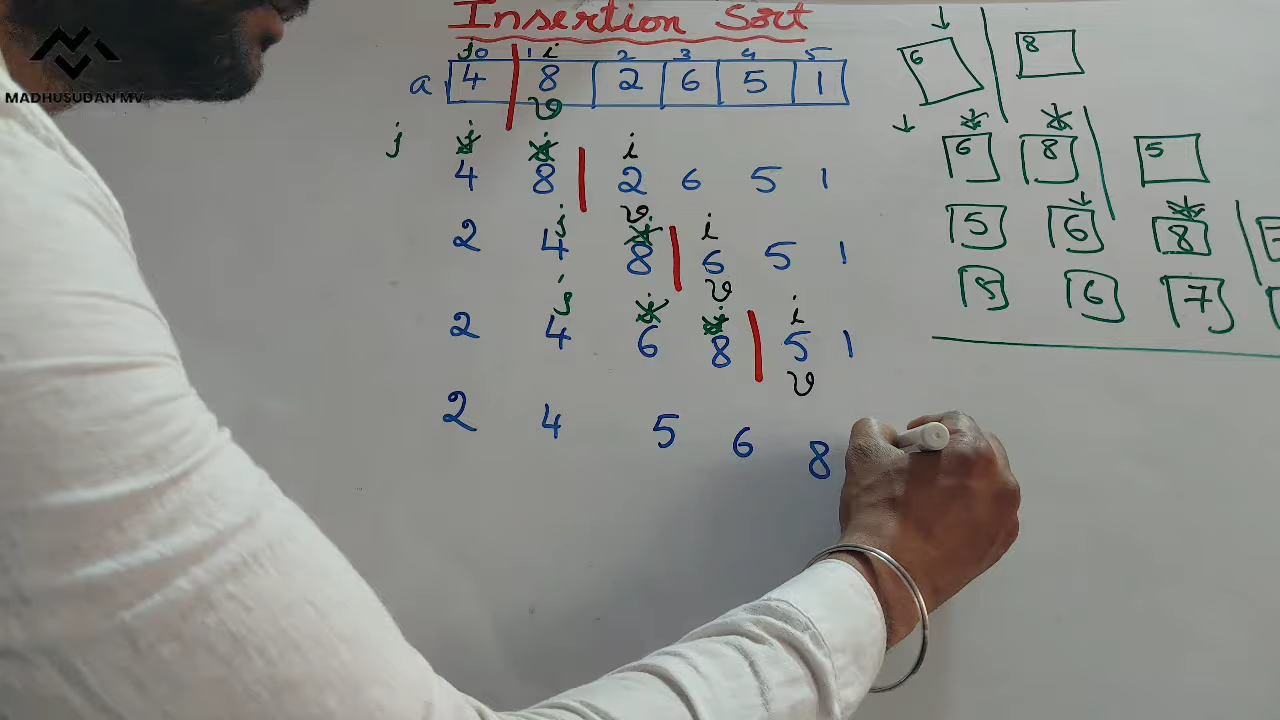 Insertion Sort
j0 1 i 2 3 4 5
a 4 8 2 6 5 1
v
j j j i
4 8 2 6 5 1
v
j j i
2 4 8 6 5 1
v
j j j i
2 4 6 8 5 1
v
2 4 5 6 8
6 8
6 8 5
5 6 8
5 6 7
MADHUSUDAN MV